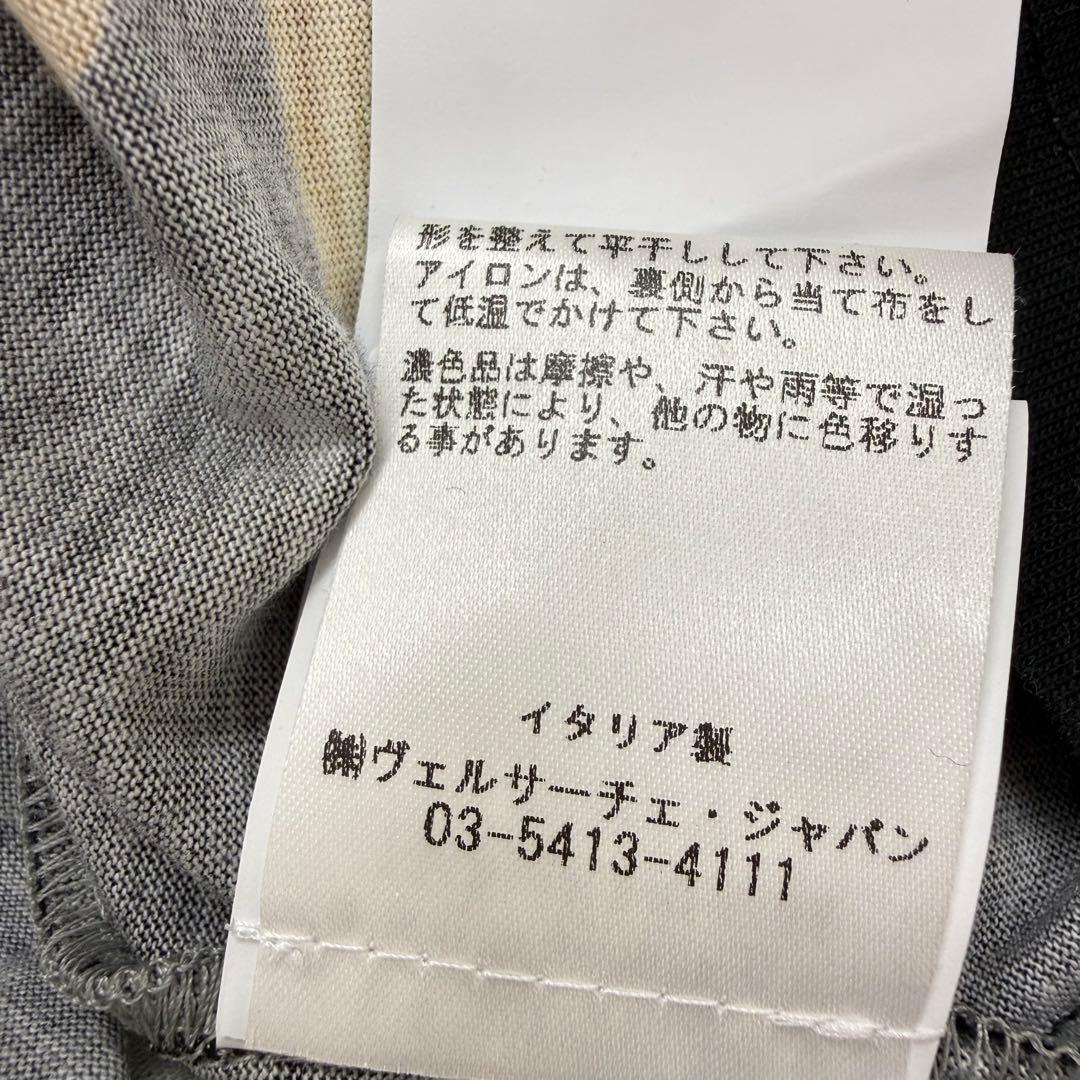 形を整えて平干しして下さい。
アイロンは、裏側から当て布をし
て低温でかけて下さい。
濃色品は摩擦や、汗や雨等で湿っ
た状態により、他の物に色移りす
る事があります。
イタリア製
㈱ヴェルサーチェ・ジャパン
03-5413-4111